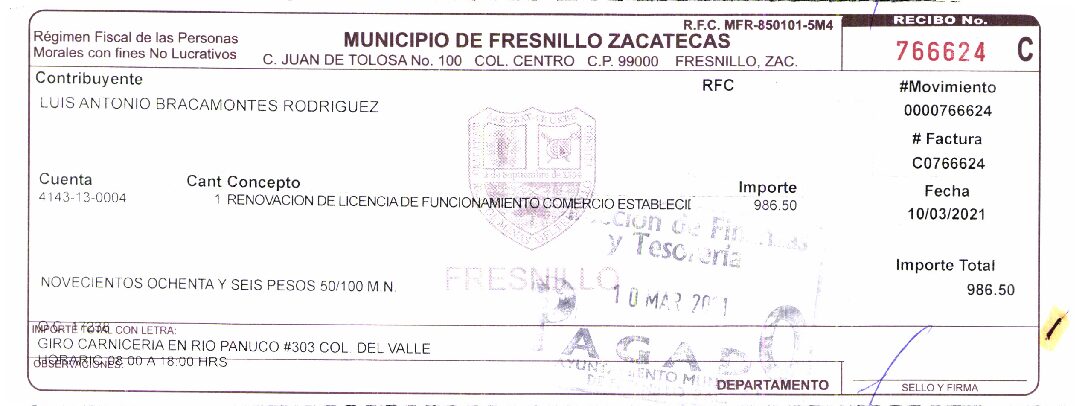 Régimen Fiscal de las Personas
Morales con fines No Lucrativos
R.F.C. MFR-850101-5M4
MUNICIPIO DE FRESNILLO ZACATECAS
C. JUAN DE TOLOSA No. 100 COL. CENTRO C.P. 99000 FRESNILLO, ZAC.
RECIBO No.
766624 C
Contribuyente
RFC
LUIS ANTONIO BRACAMONTES RODRIGUEZ
#Movimiento
0000766624
# Factura
C0766624
Fecha
10/03/2021
Cuenta
Cant Concepto
Importe
4143-13-0004
1 RENOVACION DE LICENCIA DE FUNCIONAMIENTO COMERCIO ESTABLECI
986.50
y Tesorería
FRESNILLO
10 MAR
PAGADO
Importe Total
986.50
NOVECIENTOS OCHENTA Y SEIS PESOS 50/100 M.N.
IMPORTE TOTAL CON LETRA:
GIRO CARNICERIA EN RIO PANUCO #303 COL. DEL VALLE
HORARIO 08:00 A 18:00 HRS
OBSERVACIONES:
DEPARTAMENTO
SELLO Y FIRMA